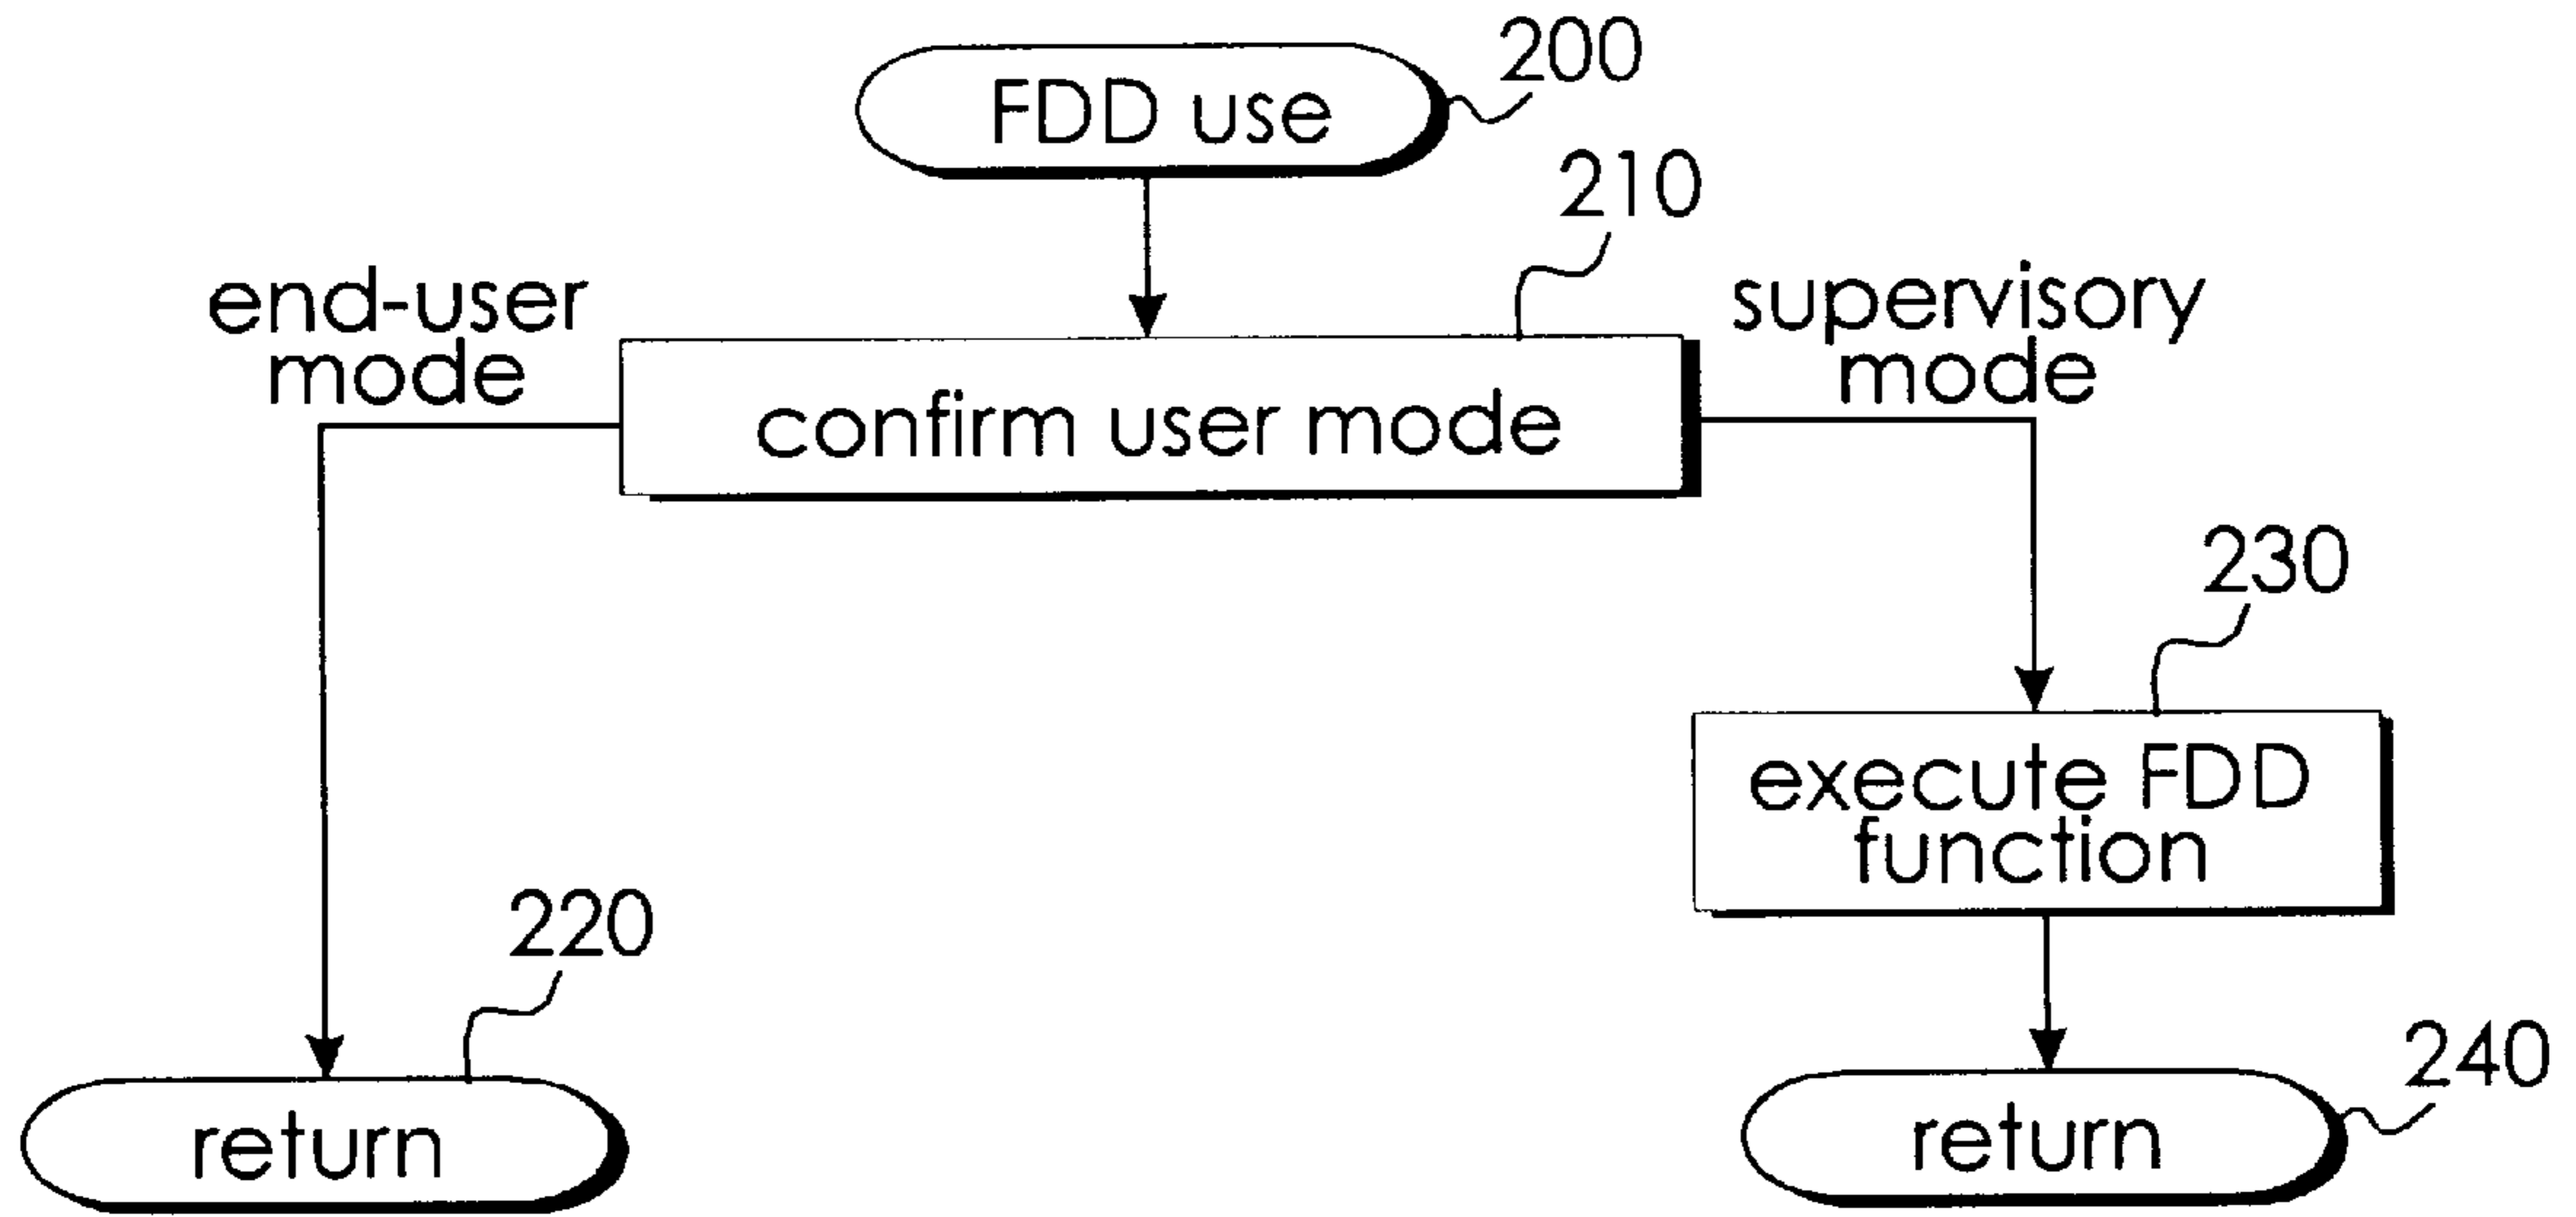 200
FDD use
210
end-user
mode
supervisory
mode
confirm user mode
230
execute FDD
function
220
240
return
return